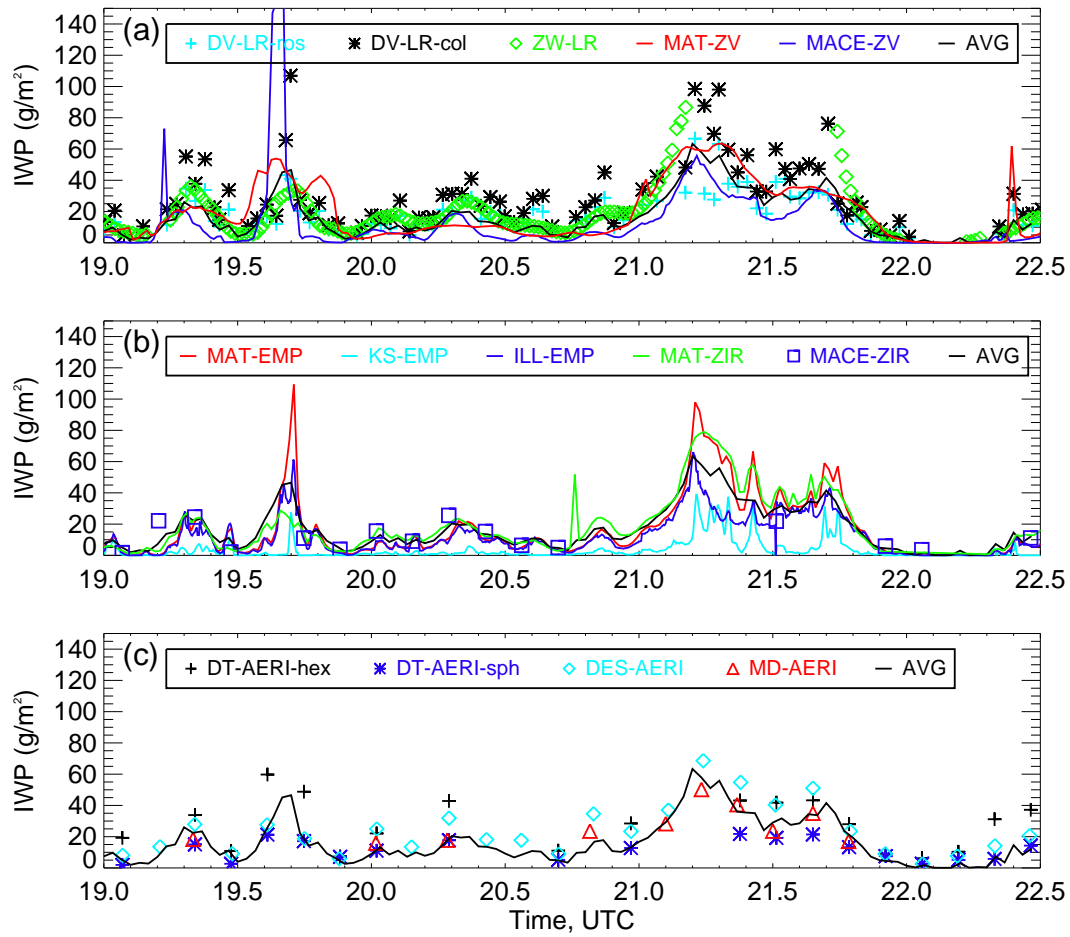 (a)
DV-LR-ros DV-LR-col ZW-LR MAT-ZV MACE-ZV AVG
IWP (g/m²)
140
120
100
80
60
40
20
0
19.0 19.5 20.0 20.5 21.0 21.5 22.0 22.5
(b)
MAT-EMP KS-EMP ILL-EMP MAT-ZIR MACE-ZIR AVG
IWP (g/m²)
140
120
100
80
60
40
20
0
19.0 19.5 20.0 20.5 21.0 21.5 22.0 22.5
(c)
DT-AERI-hex DT-AERI-sph DES-AERI MD-AERI AVG
IWP (g/m²)
140
120
100
80
60
40
20
0
19.0 19.5 20.0 20.5 21.0 21.5 22.0 22.5
Time, UTC